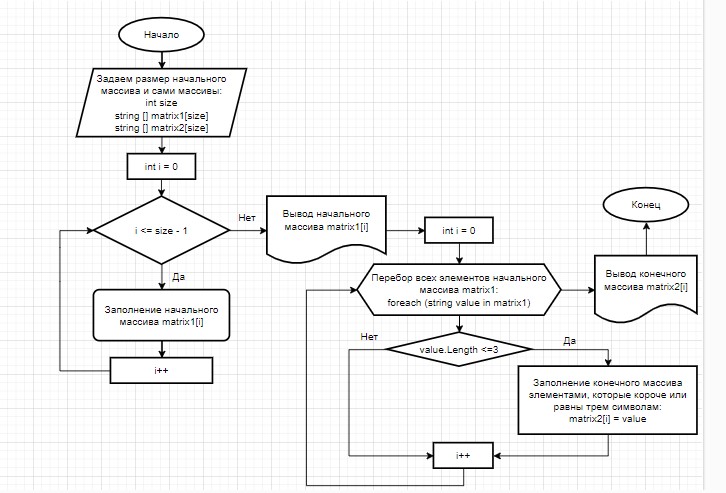 Начало
Задаем размер начального
массива и сами массивы:
int size
string [] matrix1[size]
string [] matrix2[size]
int i = 0
i <= size - 1
Нет
Да
Заполнение начального
массива matrix1[i]
i++
Вывод начального
массива matrix1[i]
int i = 0
Перебор всех элементов начального
массива matrix1:
foreach (string value in matrix1)
value.Length <=3
Нет
Да
Заполнение конечного массива
элементами, которые короче или
равны трем символам:
matrix2[i] = value
i++
Вывод конечного
массива matrix2[i]
Конец